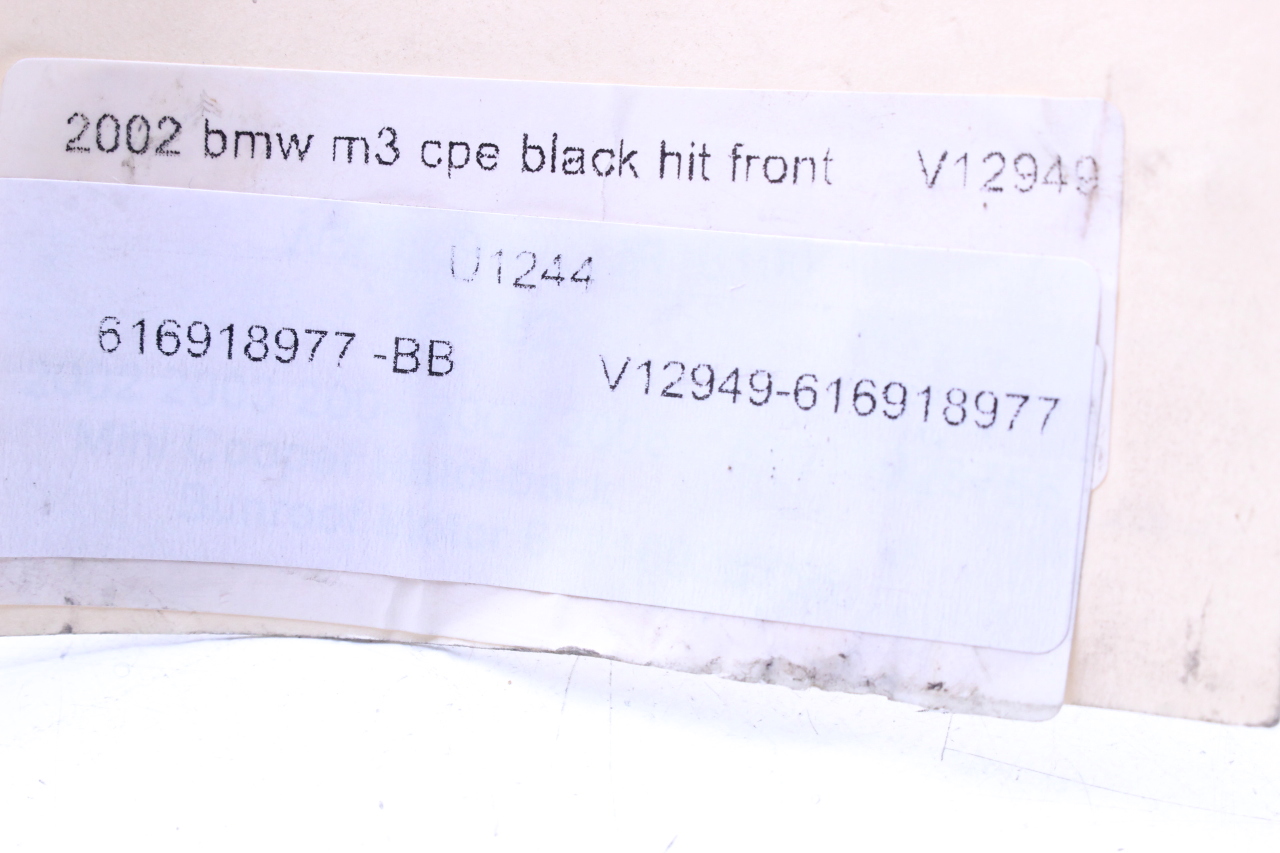 2002 bmw m3 cpe black hit front V12949
U1244
616918977 -BB V12949-616918977